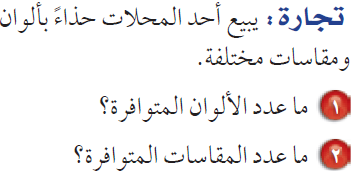 تجارة: يبيع أحد المحلات حذاءً بألوان
ومقاسات مختلفة.
١ ما عدد الألوان المتوافرة؟
٢ ما عدد المقاسات المتوافرة؟